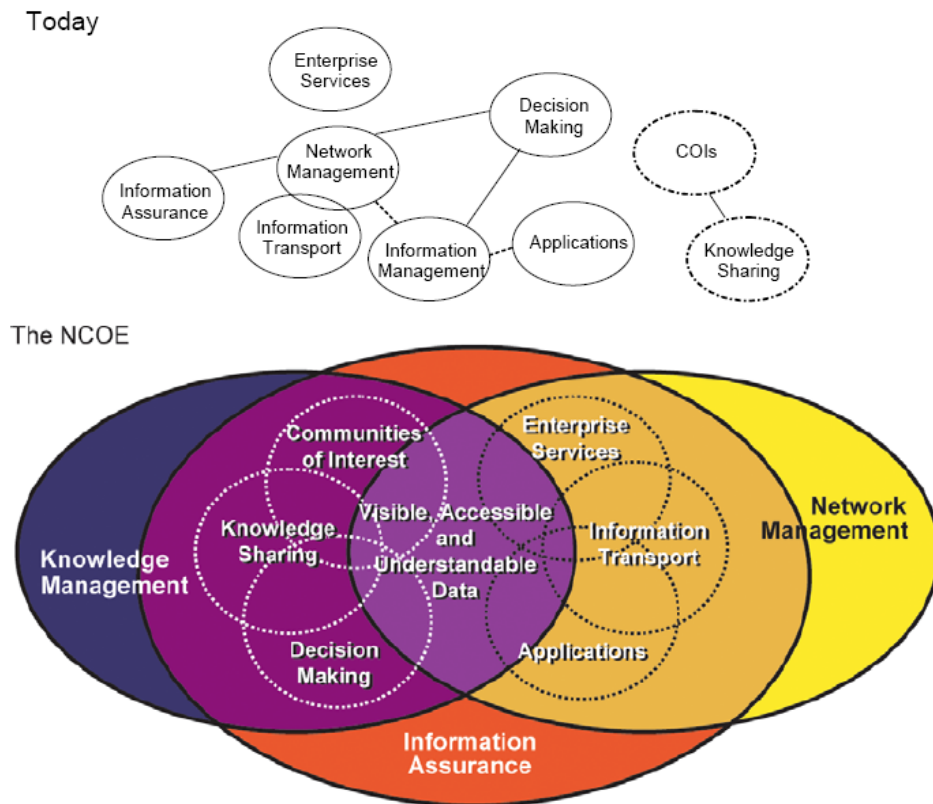 Today
Enterprise
Services
Decision
Making
COIs
Network
Management
Information
Assurance
Information
Transport
Information
Management
Applications
Knowledge
Sharing
The NCOE
Communities
of Interest
Enterprise
Services
Knowledge
Sharing
Visible, Accessible
and
Understandable
Data
Information
Transport
Network
Management
Knowledge
Management
Decision
Making
Applications
Information
Assurance